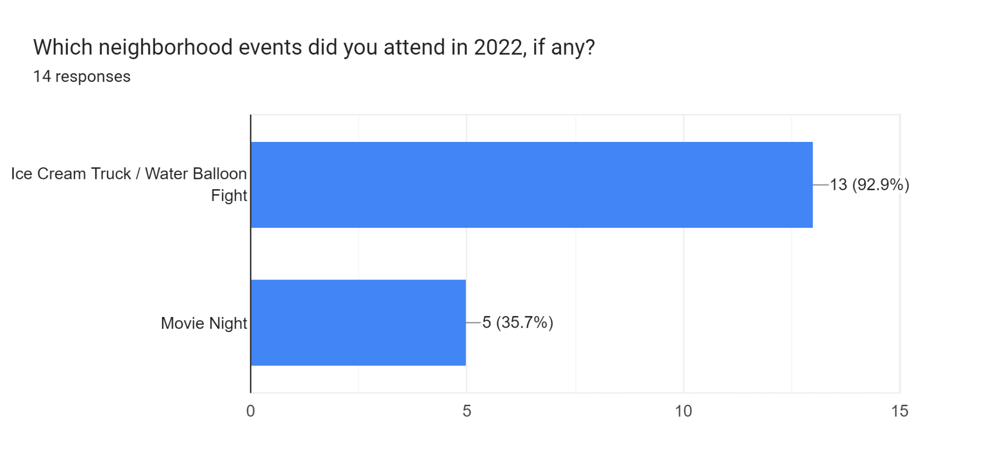 Which neighborhood events did you attend in 2022, if any?
14 responses
Ice Cream Truck / Water Balloon
Fight
13 (92.9%)
Movie Night
5 (35.7%)
0
5
10
15